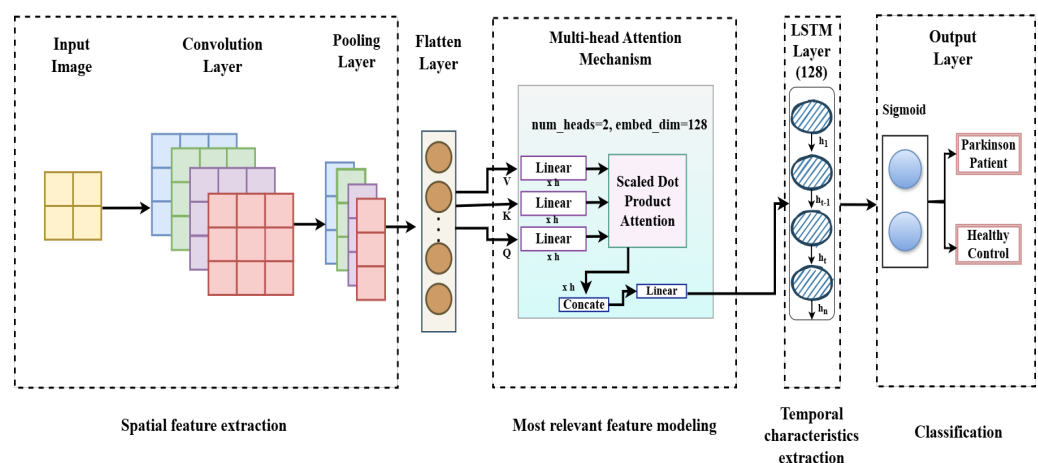 Input
Image
Convolution
Layer
Pooling
Layer
Flatten
Layer
Multi-head Attention
Mechanism
LSTM
Layer
(128)
Output
Layer
num_heads=2, embed_dim=128
V
Linear
x h
K
Linear
x h
Q
Linear
x h
Scaled Dot
Product
Attention
x h
Concate
Linear
h1
ht-1
ht
hn
Sigmoid
Parkinson
Patient
Healthy
Control
Spatial feature extraction
Most relevant feature modeling
Temporal
characteristics
extraction
Classification